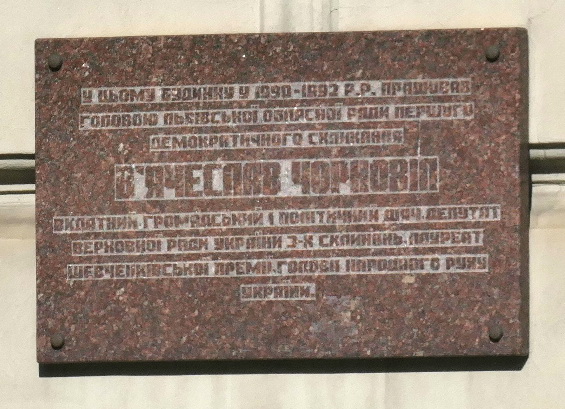 У ЦЬОМУ БУДИНКУ У 1990-1992 Р.Р. ПРАЦЮВАВ
ГОЛОВОЮ ЛЬВІВСЬКОЇ ОБЛАСНОЇ РАДИ ПЕРШОГО
ДЕМОКРАТИЧНОГО СКЛИКАННЯ
В`ЯЧЕСЛАВ ЧОРНОВІЛ
ВИДАТНИЙ ГРОМАДСЬКИЙ І ПОЛІТИЧНИЙ ДІЯЧ, ДЕПУТАТ
ВЕРХОВНОЇ РАДИ УКРАЇНИ 3-Х СКЛИКАНЬ, ЛАУРЕАТ
ШЕВЧЕНКІВСЬКОЇ ПРЕМІЇ, ГОЛОВА НАРОДНОГО РУХУ
УКРАЇНИ.